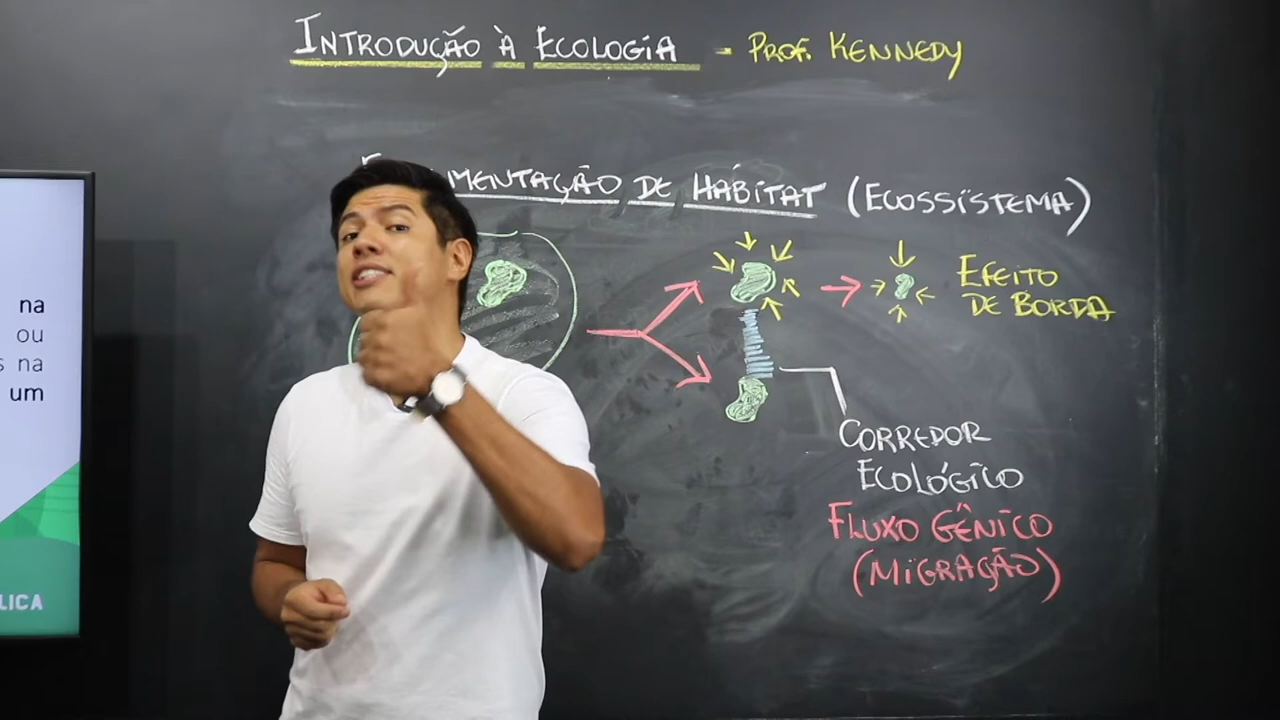 INTRODUÇÃO À ECOLOGIA - PROF. KENNEDY
MENTAÇÃO DE HÁBITAT (ECOSSISTEMA)
EFEITO
DE BORDA
CORREDOR
ECOLÓGICO
FLUXO GÊNICO
(MIGRAÇÃO)
na
ou
s na
um
LICA